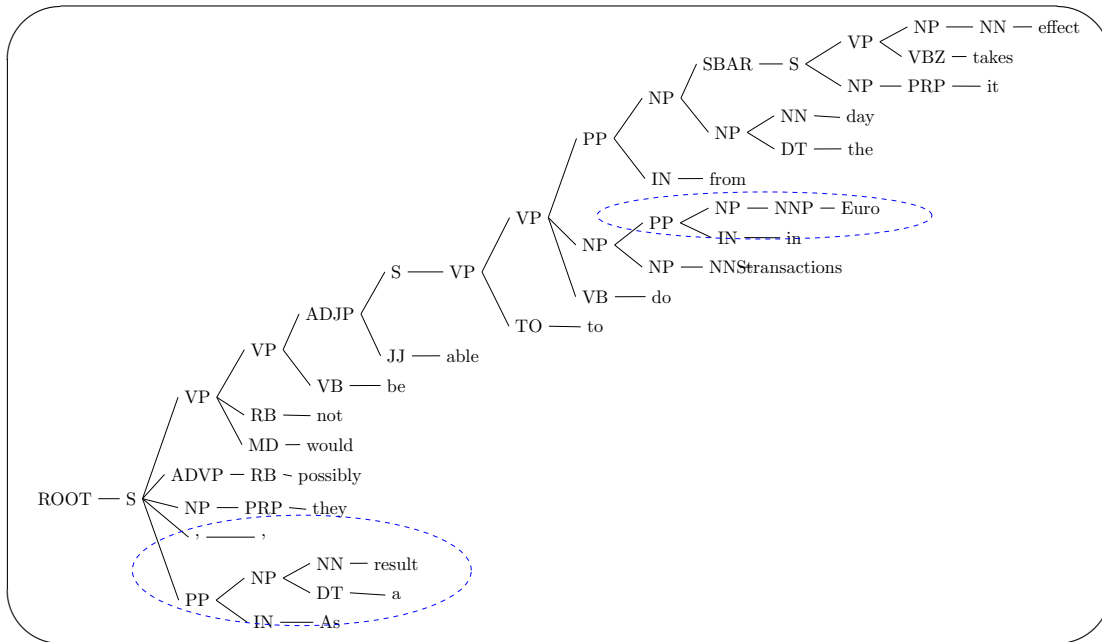 NP NN effect
VP
VBZ takes
SBAR S
NP PRP it
NP
NN day
NP
DT the
PP
IN from
NP NNP Euro
VP PP
IN in
NP
NP NNS transactions
S VP
VB do
ADJP
TO to
VP
JJ able
VB be
VP
RB not
MD would
ADVP RB possibly
ROOT S
NP PRP they
, ,
NN result
NP
DT a
PP
IN As